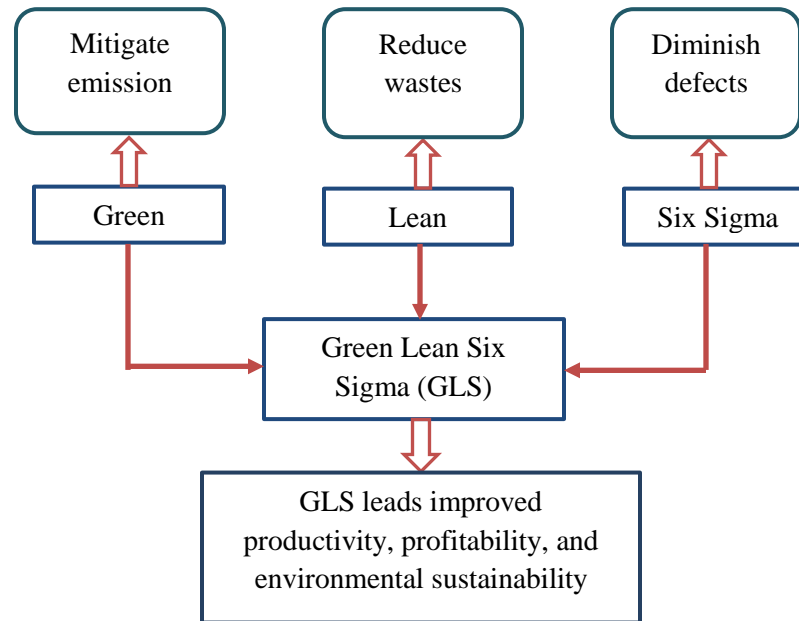 Mitigate
emission
Reduce
wastes
Diminish
defects
Green
Lean
Six Sigma
Green Lean Six
Sigma (GLS)
GLS leads improved
productivity, profitability, and
environmental sustainability